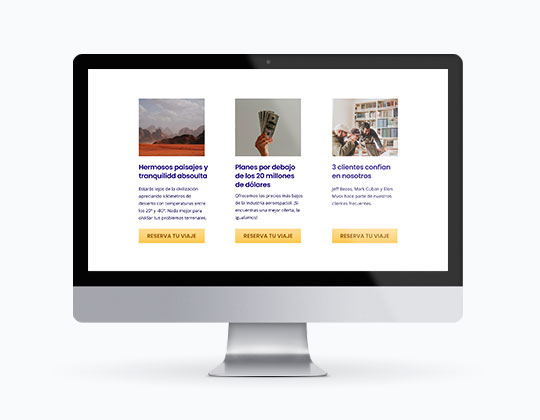 Hermosos paisajes y
tranquilidd absoulta
Estarás lejos de la civilización
apreciando kilómetros de
desierto con temperaturas entre
los 20º y -80º. Nada mejor para
olvidar tus problemas terrenales.
RESERVA TU VIAJE
Planes por debajo
de los 20 millones
de dólares
Ofrecemos los precios más bajos
de la industria aeroespacial. ¡Si
encuentras una mejor oferta, la
igualamos!
RESERVA TU VIAJE
3 clientes confían
en nosotros
Jeff Bezos, Mark Cuban y Elon
Musk hace parte de nuestros
clientes frecuentes.
RESERVA TU VIAJE